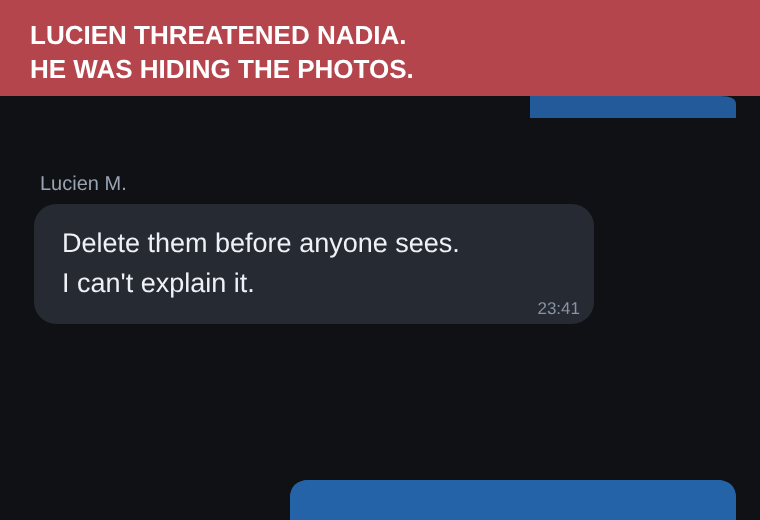 LUCIEN THREATENED NADIA.
HE WAS HIDING THE PHOTOS.
Lucien M.
Delete them before anyone sees.
I can't explain it.
23:41